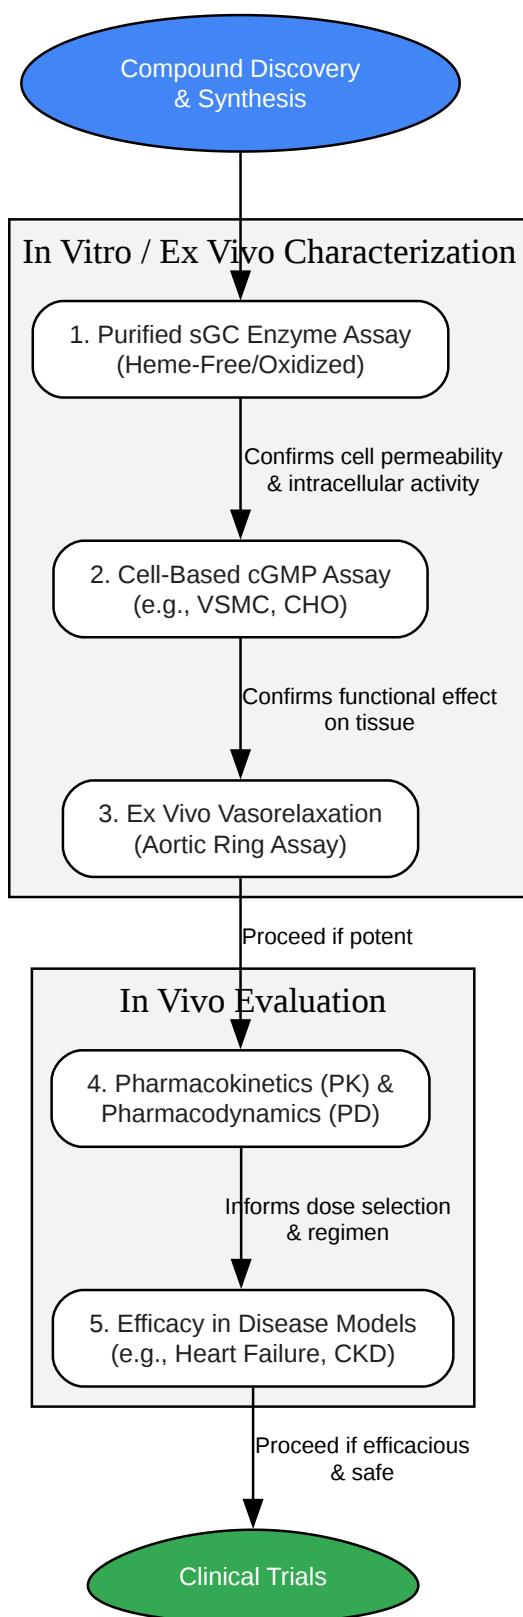 Compound Discovery
& Synthesis
In Vitro / Ex Vivo Characterization
1. Purified sGC Enzyme Assay
(Heme-Free/Oxidized)
Confirms cell permeability
& intracellular activity
2. Cell-Based cGMP Assay
(e.g., VSMC, CHO)
Confirms functional effect
on tissue
3. Ex Vivo Vasorelaxation
(Aortic Ring Assay)
Proceed if potent
In Vivo Evaluation
4. Pharmacokinetics (PK) &
Pharmacodynamics (PD)
Informs dose selection
& regimen
5. Efficacy in Disease Models
(e.g., Heart Failure, CKD)
Proceed if efficacious
& safe
Clinical Trials